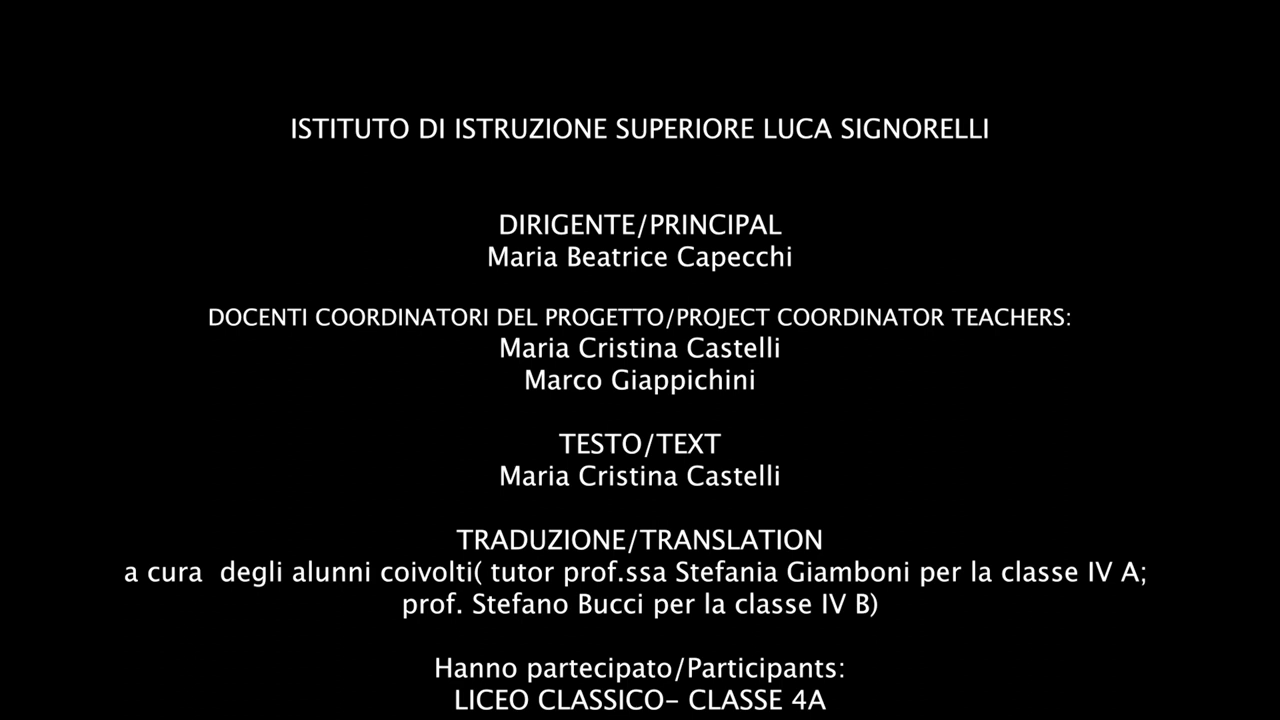 ISTITUTO DI ISTRUZIONE SUPERIORE LUCA SIGNORELLI
DIRIGENTE/PRINCIPAL
Maria Beatrice Capecchi
DOCENTI COORDINATORI DEL PROGETTO/PROJECT COORDINATOR TEACHERS:
Maria Cristina Castelli
Marco Giappichini
TESTO/TEXT
Maria Cristina Castelli
TRADUZIONE/TRANSLATION
a cura  degli alunni coivolti( tutor prof.ssa Stefania Giamboni per la classe IV A;
prof. Stefano Bucci per la classe IV B)
Hanno partecipato/Participants:
LICEO CLASSICO– CLASSE 4A